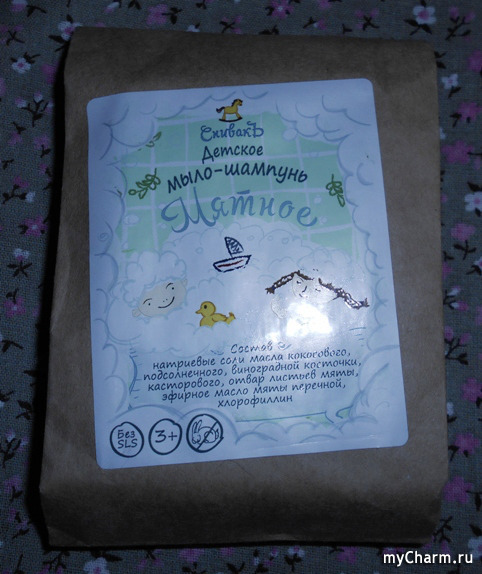 СпивакЪ
Детское
мыло-шампунь
Мятное
Состав
натриевые соли масла кокосового,
подсолнечного, виноградной косточки,
касторового, отвар листьев мяты,
эфирное масло мяты перечной,
хлорофиллин
Без
SLS
3+
myCharm.ru